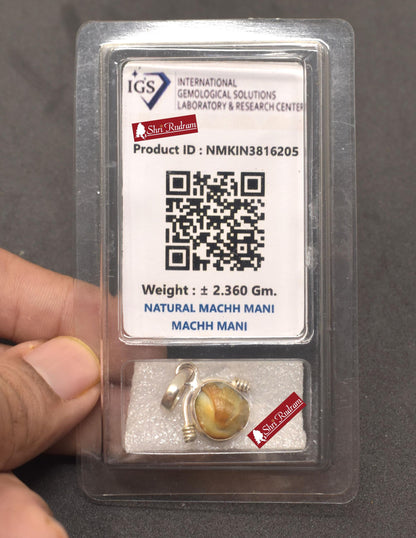 IGS
INTERNATIONAL
GEMOLOGICAL SOLUTIONS
LABORATORY & RESEARCH CENTER
Shri Rudram
Product ID : NMKIN3816205
Weight : ± 2.360 Gm.
NATURAL MACHH MANI
MACHH MANI
Shri Rudram